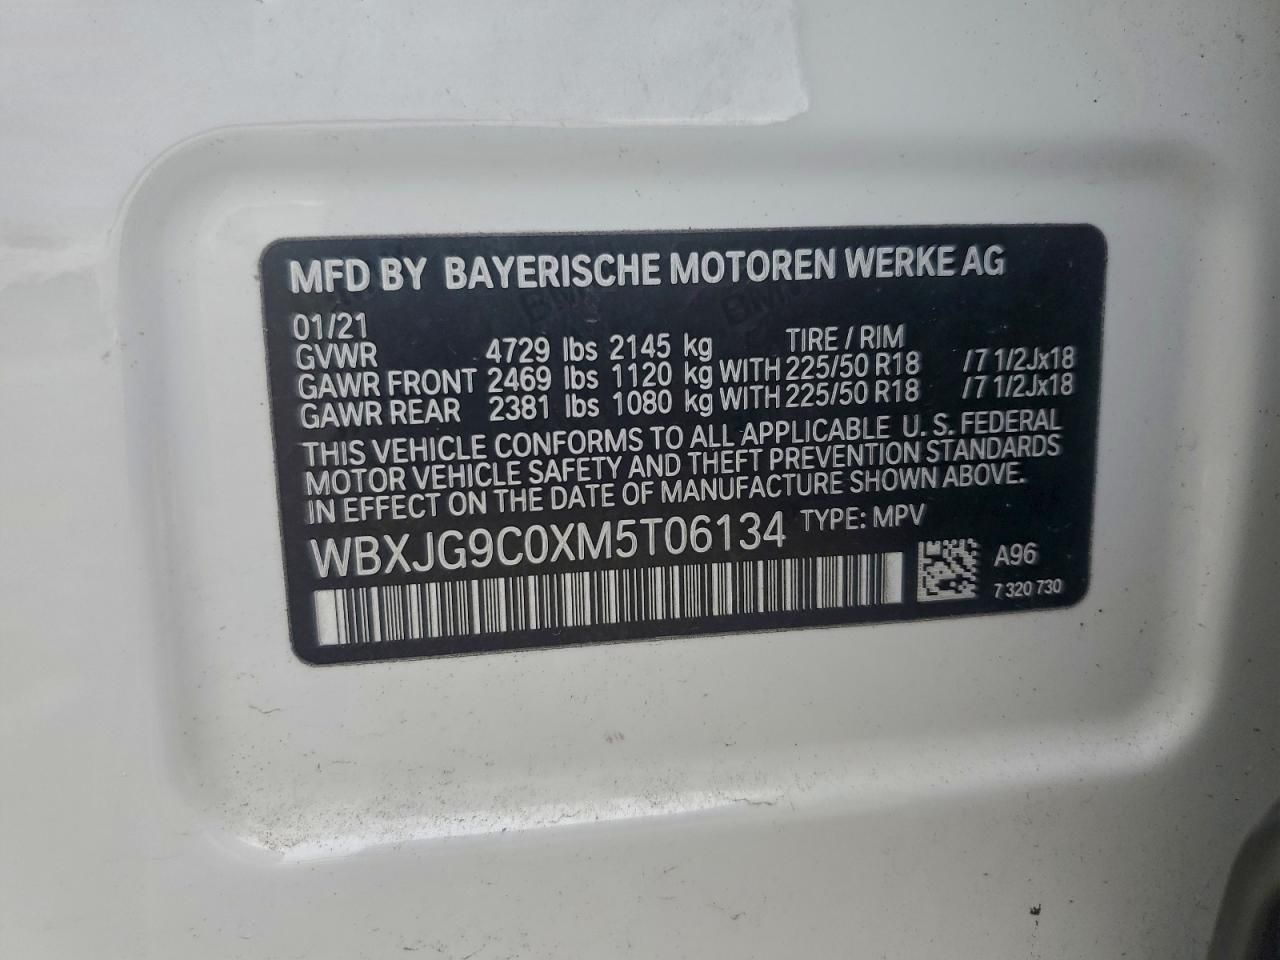 MFD BY BAYERISCHE MOTOREN WERKE AG
01/21 TIRE / RIM
GVWR 4729 lbs 2145 kg
GAWR FRONT 2469 lbs 1120 kg WITH 225/50 R18 /7 1/2Jx18
GAWR REAR 2381 lbs 1080 kg WITH 225/50 R18 /7 1/2Jx18
THIS VEHICLE CONFORMS TO ALL APPLICABLE U. S. FEDERAL
MOTOR VEHICLE SAFETY AND THEFT PREVENTION STANDARDS
IN EFFECT ON THE DATE OF MANUFACTURE SHOWN ABOVE.
WBXJG9C0XM5T06134 TYPE: MPV
A96
7 320 730